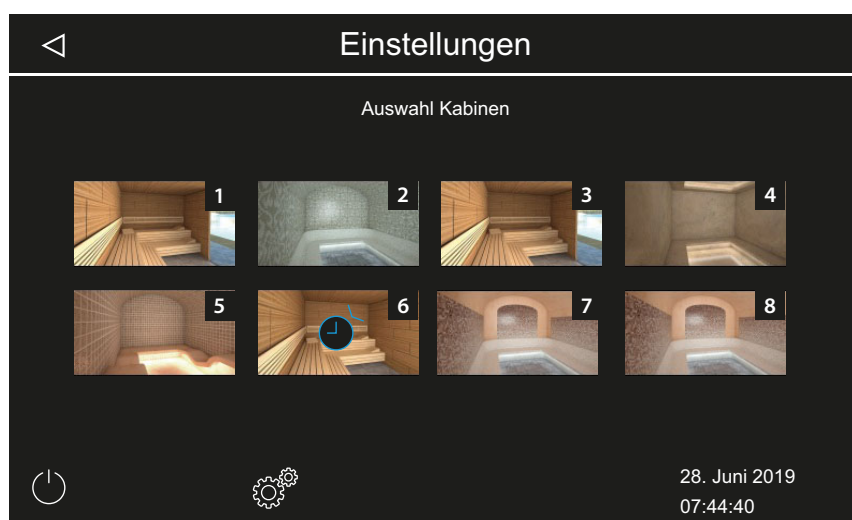 Einstellungen
Auswahl Kabinen
1 2 3 4
5 6 7 8
28. Juni 2019
07:44:40